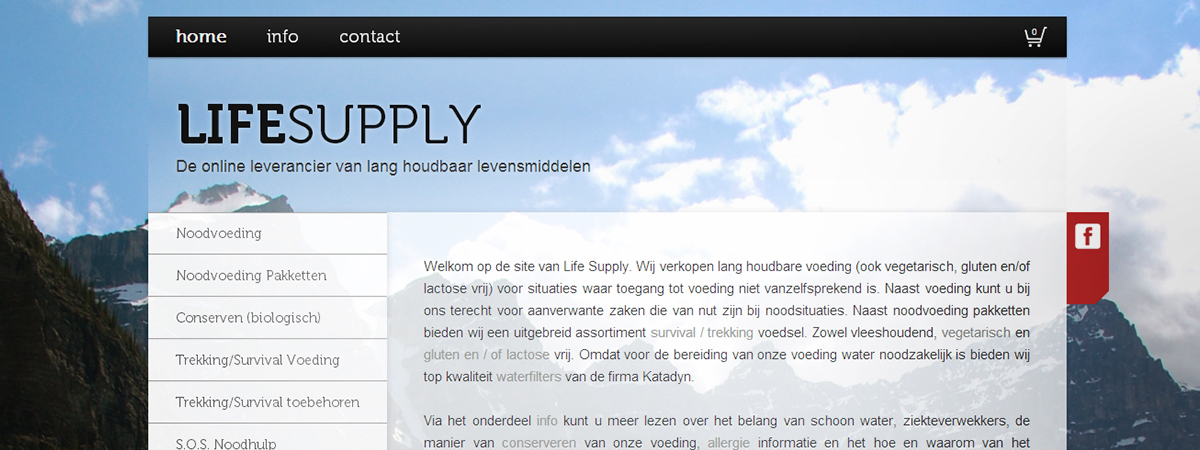 home info contact 0
LIFESUPPLY
De online leverancier van lang houdbaar levensmiddelen
Noodvoeding
Noodvoeding Pakketten
Conserven (biologisch)
Trekking/Survival Voeding
Trekking/Survival toebehoren
S.O.S. Noodhulp
Welkom op de site van Life Supply. Wij verkopen lang houdbare voeding (ook vegetarisch, gluten en/of
lactose vrij) voor situaties waar toegang tot voeding niet vanzelfsprekend is. Naast voeding kunt u bij
ons terecht voor aanverwante zaken die van nut zijn bij noodsituaties. Naast noodvoeding pakketten
bieden wij een uitgebreid assortiment survival / trekking voedsel. Zowel vleeshoudend, vegetarisch en
gluten en / of lactose vrij. Omdat voor de bereiding van onze voeding water noodzakelijk is bieden wij
top kwaliteit waterfilters van de firma Katadyn.
Via het onderdeel info kunt u meer lezen over het belang van schoon water, ziekteverwekkers, de
manier van conserveren van onze voeding, allergie informatie en het hoe en waarom van het
f